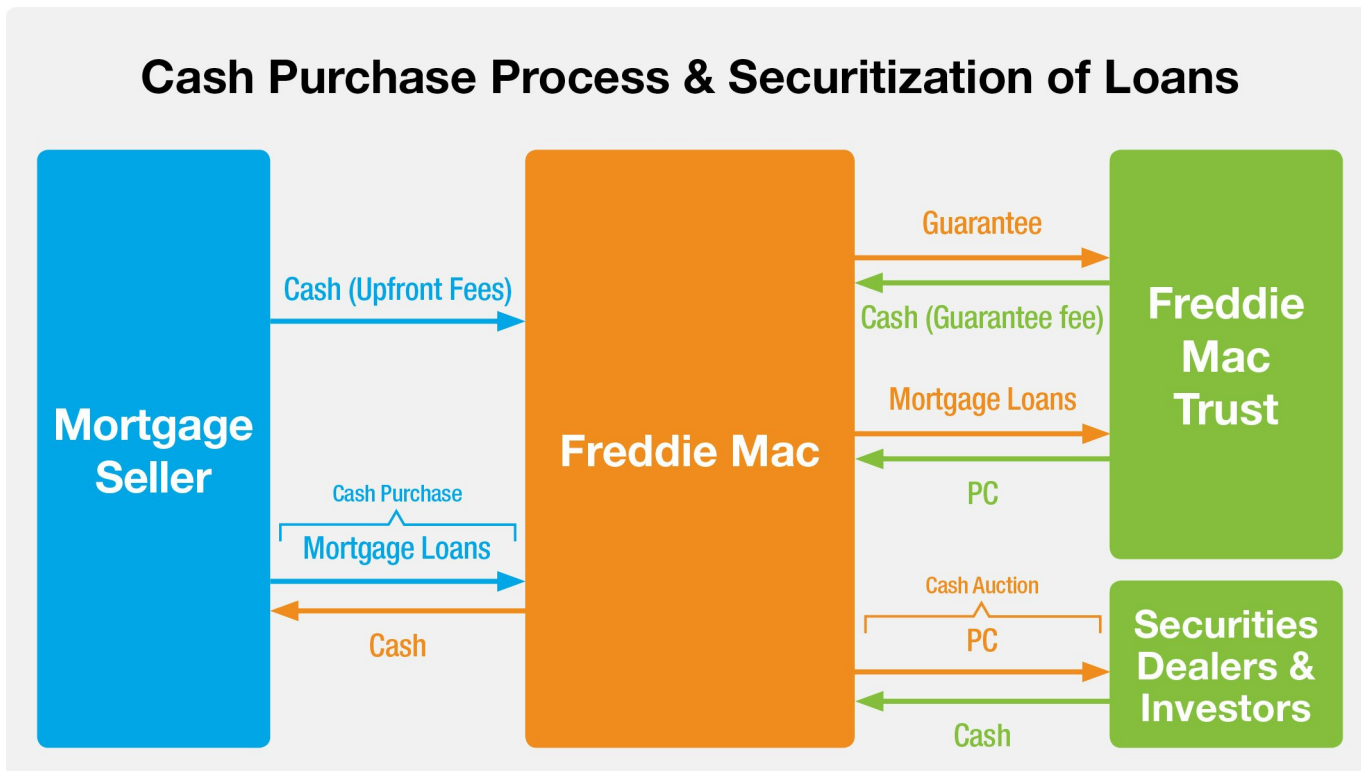 Cash Purchase Process & Securitization of Loans
Mortgage
Seller
Cash (Upfront Fees)
Cash Purchase
Mortgage Loans
Cash
Freddie Mac
Guarantee
Cash (Guarantee fee)
Mortgage Loans
PC
Cash Auction
PC
Cash
Freddie
Mac
Trust
Securities
Dealers &
Investors